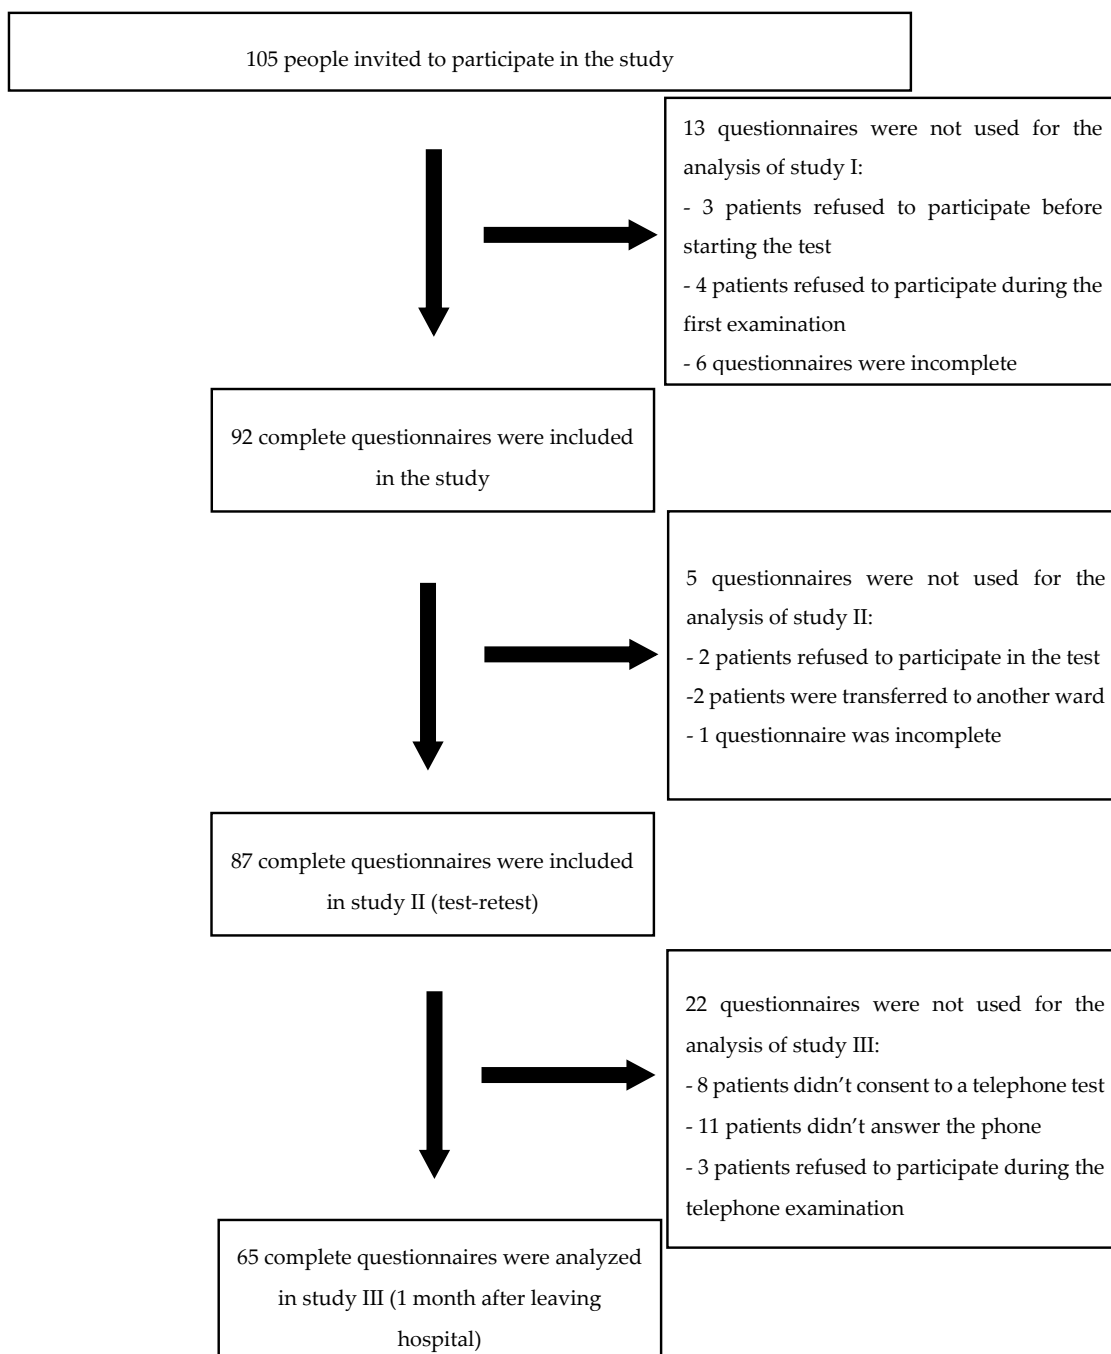 105 people invited to participate in the study
13 questionnaires were not used for the
analysis of study I:
- 3 patients refused to participate before
starting the test
- 4 patients refused to participate during the
first examination
- 6 questionnaires were incomplete
92 complete questionnaires were included
in the study
5 questionnaires were not used for the
analysis of study II:
- 2 patients refused to participate in the test
-2 patients were transferred to another ward
- 1 questionnaire was incomplete
87 complete questionnaires were included
in study II (test-retest)
22 questionnaires were not used for the
analysis of study III:
- 8 patients didn’t consent to a telephone test
- 11 patients didn’t answer the phone
- 3 patients refused to participate during the
telephone examination
65 complete questionnaires were analyzed
in study III (1 month after leaving
hospital)